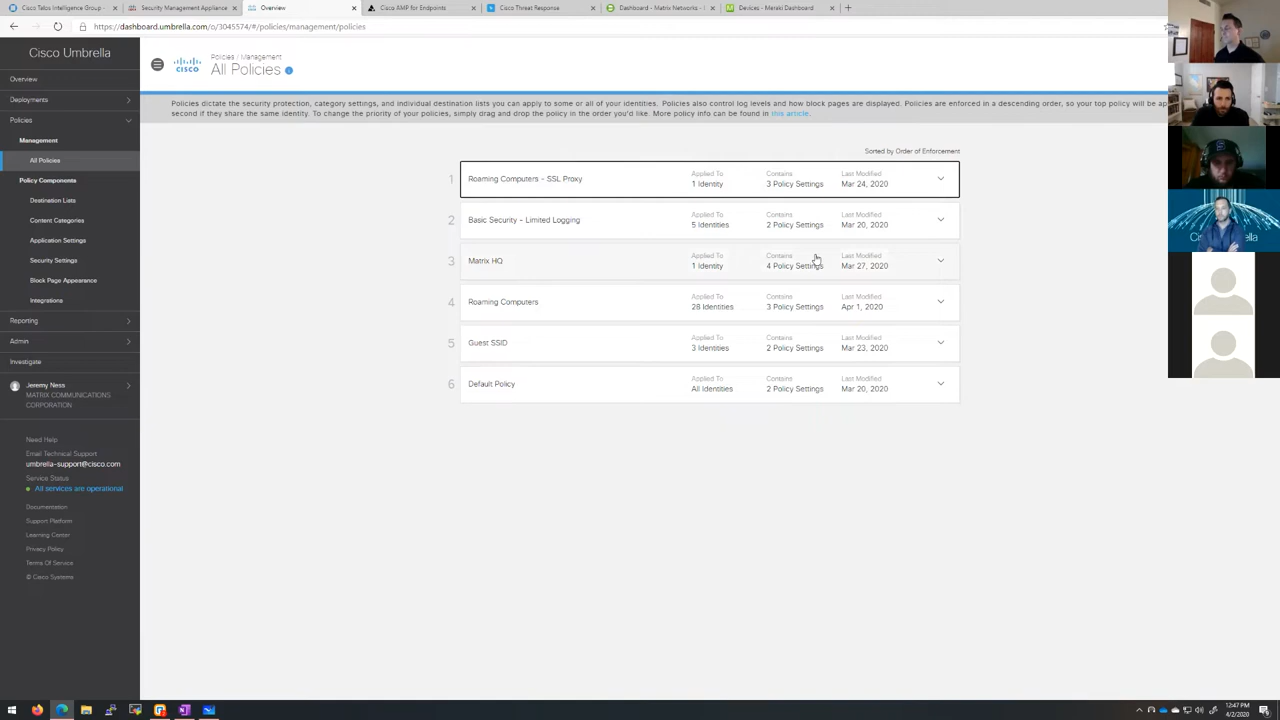 Cisco Talos Intelligence Group -
Security Management Appliance
Overview
Cisco AMP for Endpoints
Cisco Threat Response
Dashboard - Matrix Networks -
Devices - Meraki Dashboard
https://dashboard.umbrella.com/o/3045574/#/policies/management/policies
Cisco Umbrella
Overview
Deployments
Policies
Management
All Policies
Policy Components
Destination Lists
Content Categories
Application Settings
Security Settings
Block Page Appearance
Integrations
Reporting
Admin
Investigate
Jeremy Ness
MATRIX COMMUNICATIONS
CORPORATION
Need Help
Email Technical Support
umbrella-support@cisco.com
Service Status
All services are operational
Documentation
Support Platform
Learning Center
Privacy Policy
Terms Of Service
© Cisco Systems
CISCO
Policies / Management
All Policies
Policies dictate the security protection, category settings, and individual destination lists you can apply to some or all of your identities. Policies also control log levels and how block pages are displayed. Policies are enforced in a descending order, so your top policy will be ap
second if they share the same identity. To change the priority of your policies, simply drag and drop the policy in the order you'd like. More policy info can be found in this article.
Sorted by Order of Enforcement
1 Roaming Computers - SSL Proxy
Applied To Contains Last Modified
1 Identity 3 Policy Settings Mar 24, 2020
2 Basic Security - Limited Logging
Applied To Contains Last Modified
5 Identities 2 Policy Settings Mar 20, 2020
3 Matrix HQ
Applied To Contains Last Modified
1 Identity 4 Policy Settings Mar 27, 2020
4 Roaming Computers
Applied To Contains Last Modified
28 Identities 3 Policy Settings Apr 1, 2020
5 Guest SSID
Applied To Contains Last Modified
3 Identities 2 Policy Settings Mar 23, 2020
6 Default Policy
Applied To Contains Last Modified
All Identities 2 Policy Settings Mar 20, 2020
12:47 PM
4/2/2020